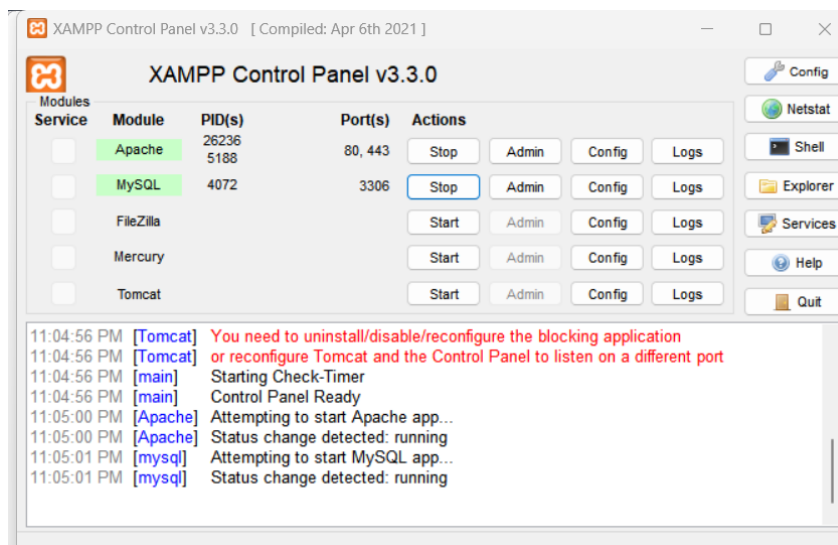 XAMPP Control Panel v3.3.0 [ Compiled: Apr 6th 2021 ]
XAMPP Control Panel v3.3.0
Config
Modules
Service Module PID(s) Port(s) Actions
Netstat
Apache 26236 5188 80, 443 Stop Admin Config Logs
Shell
MySQL 4072 3306 Stop Admin Config Logs
Explorer
FileZilla Start Admin Config Logs
Services
Mercury Start Admin Config Logs
Help
Tomcat Start Admin Config Logs
Quit
11:04:56 PM [Tomcat] You need to uninstall/disable/reconfigure the blocking application
11:04:56 PM [Tomcat] or reconfigure Tomcat and the Control Panel to listen on a different port
11:04:56 PM [main] Starting Check-Timer
11:04:56 PM [main] Control Panel Ready
11:05:00 PM [Apache] Attempting to start Apache app...
11:05:00 PM [Apache] Status change detected: running
11:05:01 PM [mysql] Attempting to start MySQL app...
11:05:01 PM [mysql] Status change detected: running